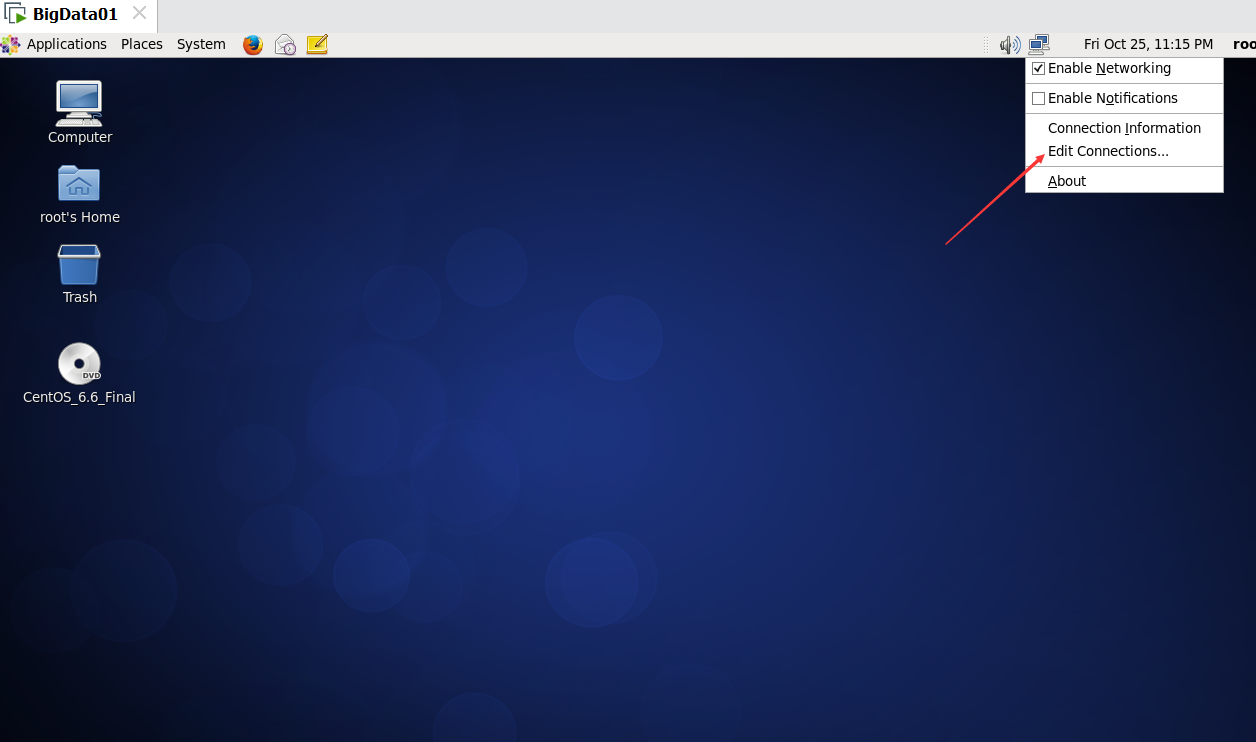 BigData01
Applications Places System Fri Oct 25, 11:15 PM roo
Enable Networking
Enable Notifications
Connection Information
Edit Connections...
About
Computer
root's Home
Trash
DVD
CentOS_6.6_Final